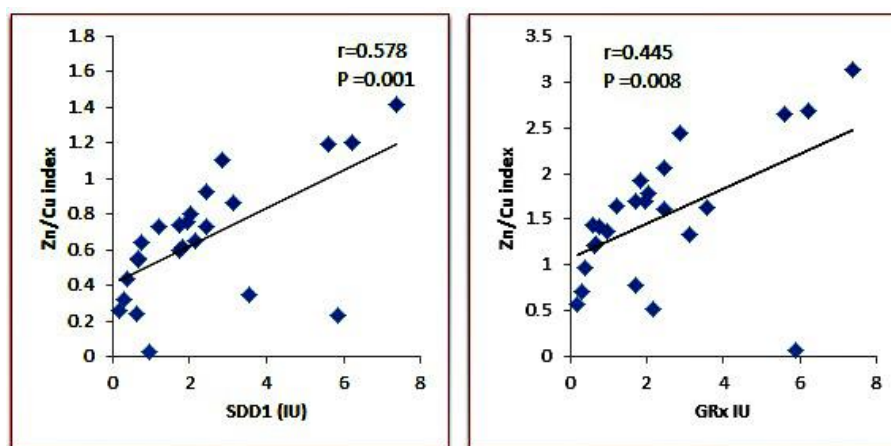 r=0.578
P =0.001
Zn/Cu index
1.8
1.6
1.4
1.2
1
0.8
0.6
0.4
0.2
0
0 2 4 6 8
SDD1 (IU)
r=0.445
P =0.008
Zn/Cu index
3.5
3
2.5
2
1.5
1
0.5
0
0 2 4 6 8
GRx IU